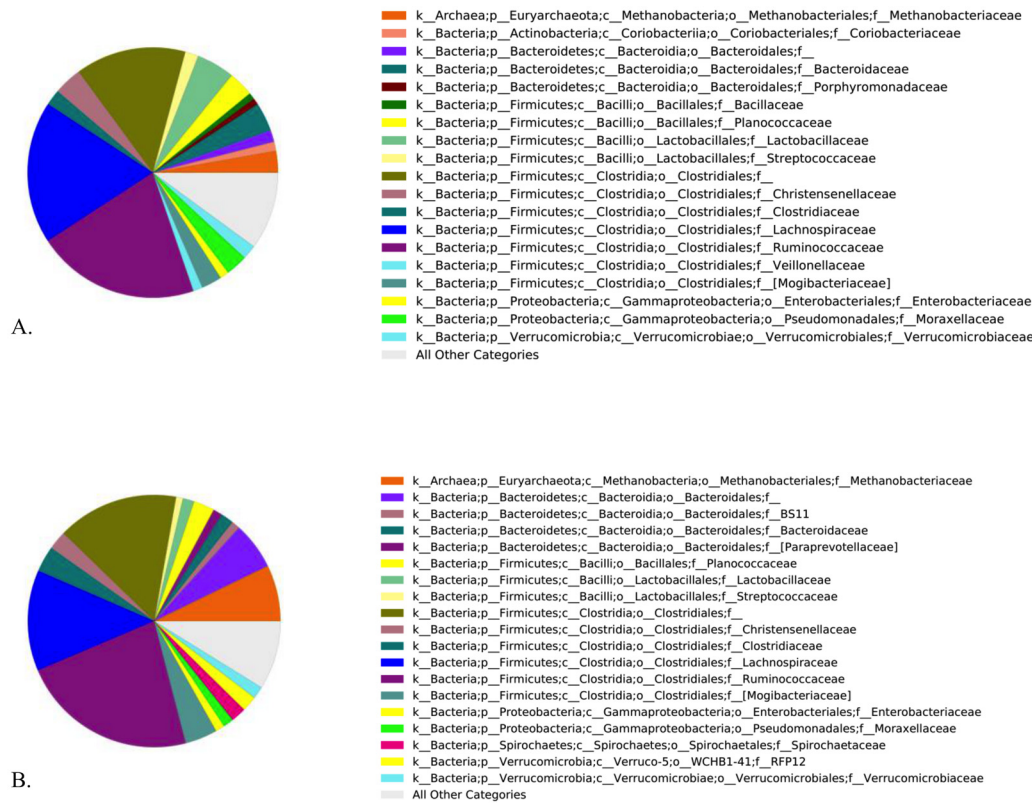 k__Archaea;p__Euryarchaeota;c__Methanobacteria;o__Methanobacteriales;f__Methanobacteriaceae
k__Bacteria;p__Actinobacteria;c__Coriobacteriia;o__Coriobacteriales;f__Coriobacteriaceae
k__Bacteria;p__Bacteroidetes;c__Bacteroidia;o__Bacteroidales;f__
k__Bacteria;p__Bacteroidetes;c__Bacteroidia;o__Bacteroidales;f__Bacteroidaceae
k__Bacteria;p__Bacteroidetes;c__Bacteroidia;o__Bacteroidales;f__Porphyromonadaceae
k__Bacteria;p__Firmicutes;c__Bacilli;o__Bacillales;f__Bacillaceae
k__Bacteria;p__Firmicutes;c__Bacilli;o__Bacillales;f__Planococcaceae
k__Bacteria;p__Firmicutes;c__Bacilli;o__Lactobacillales;f__Lactobacillaceae
k__Bacteria;p__Firmicutes;c__Bacilli;o__Lactobacillales;f__Streptococcaceae
k__Bacteria;p__Firmicutes;c__Clostridia;o__Clostridiales;f__
k__Bacteria;p__Firmicutes;c__Clostridia;o__Clostridiales;f__Christensenellaceae
k__Bacteria;p__Firmicutes;c__Clostridia;o__Clostridiales;f__Clostridiaceae
k__Bacteria;p__Firmicutes;c__Clostridia;o__Clostridiales;f__Lachnospiraceae
k__Bacteria;p__Firmicutes;c__Clostridia;o__Clostridiales;f__Ruminococcaceae
k__Bacteria;p__Firmicutes;c__Clostridia;o__Clostridiales;f__Veillonellaceae
k__Bacteria;p__Firmicutes;c__Clostridia;o__Clostridiales;f__[Mogibacteriaceae]
k__Bacteria;p__Proteobacteria;c__Gammaproteobacteria;o__Enterobacteriales;f__Enterobacteriaceae
k__Bacteria;p__Proteobacteria;c__Gammaproteobacteria;o__Pseudomonadales;f__Moraxellaceae
k__Bacteria;p__Verrucomicrobia;c__Verrucomicrobiae;o__Verrucomicrobiales;f__Verrucomicrobiaceae
All Other Categories
A.
k__Archaea;p__Euryarchaeota;c__Methanobacteria;o__Methanobacteriales;f__Methanobacteriaceae
k__Bacteria;p__Bacteroidetes;c__Bacteroidia;o__Bacteroidales;f__
k__Bacteria;p__Bacteroidetes;c__Bacteroidia;o__Bacteroidales;f__BS11
k__Bacteria;p__Bacteroidetes;c__Bacteroidia;o__Bacteroidales;f__Bacteroidaceae
k__Bacteria;p__Bacteroidetes;c__Bacteroidia;o__Bacteroidales;f__[Paraprevotellaceae]
k__Bacteria;p__Firmicutes;c__Bacilli;o__Bacillales;f__Planococcaceae
k__Bacteria;p__Firmicutes;c__Bacilli;o__Lactobacillales;f__Lactobacillaceae
k__Bacteria;p__Firmicutes;c__Bacilli;o__Lactobacillales;f__Streptococcaceae
k__Bacteria;p__Firmicutes;c__Clostridia;o__Clostridiales;f__
k__Bacteria;p__Firmicutes;c__Clostridia;o__Clostridiales;f__Christensenellaceae
k__Bacteria;p__Firmicutes;c__Clostridia;o__Clostridiales;f__Clostridiaceae
k__Bacteria;p__Firmicutes;c__Clostridia;o__Clostridiales;f__Lachnospiraceae
k__Bacteria;p__Firmicutes;c__Clostridia;o__Clostridiales;f__Ruminococcaceae
k__Bacteria;p__Firmicutes;c__Clostridia;o__Clostridiales;f__[Mogibacteriaceae]
k__Bacteria;p__Proteobacteria;c__Gammaproteobacteria;o__Enterobacteriales;f__Enterobacteriaceae
k__Bacteria;p__Proteobacteria;c__Gammaproteobacteria;o__Pseudomonadales;f__Moraxellaceae
k__Bacteria;p__Spirochaetes;c__Spirochaetes;o__Spirochaetales;f__Spirochaetaceae
k__Bacteria;p__Verrucomicrobia;c__Verruco-5;o__WCHB1-41;f__RFP12
k__Bacteria;p__Verrucomicrobia;c__Verrucomicrobiae;o__Verrucomicrobiales;f__Verrucomicrobiaceae
All Other Categories
B.